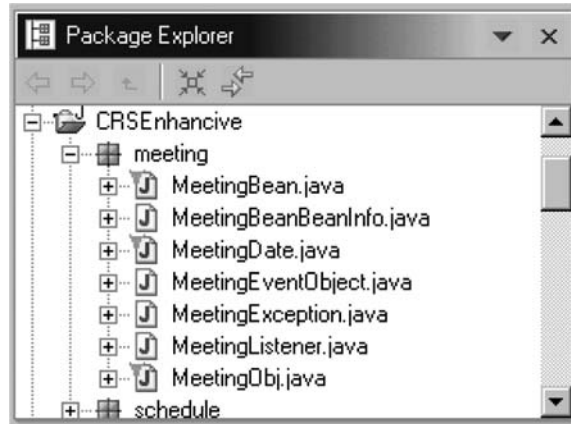 Package Explorer
CRSEnhancive
meeting
MeetingBean.java
MeetingBeanBeanInfo.java
MeetingDate.java
MeetingEventObject.java
MeetingException.java
MeetingListener.java
MeetingObj.java
schedule